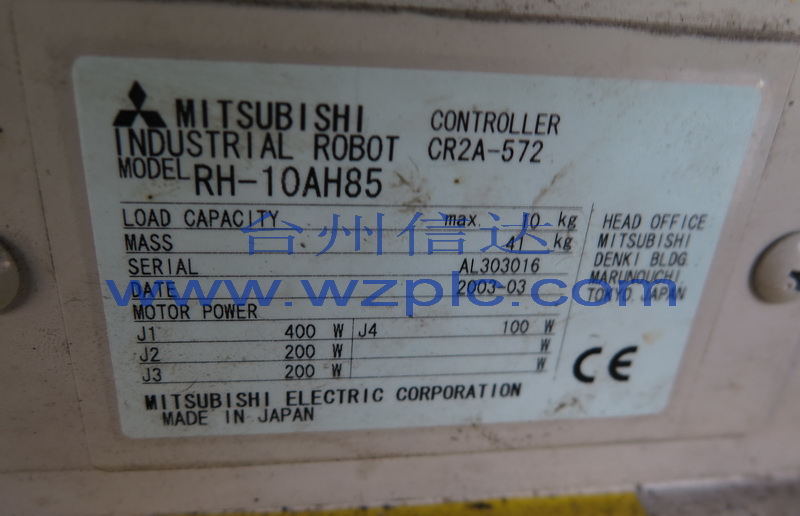 MITSUBISHI
INDUSTRIAL ROBOT
MODEL RH-10AH85
CONTROLLER
CR2A-572
LOAD CAPACITY max. 10 kg
MASS 41 kg
SERIAL AL303016
DATE 2003-03
MOTOR POWER
J1 400 W J4 100 W
J2 200 W W
J3 200 W W
HEAD OFFICE
MITSUBISHI
DENKI BLDG.
MARUNOUCHI
TOKYO JAPAN
CE
MITSUBISHI ELECTRIC CORPORATION
MADE IN JAPAN
台州信达
www.wzplc.com